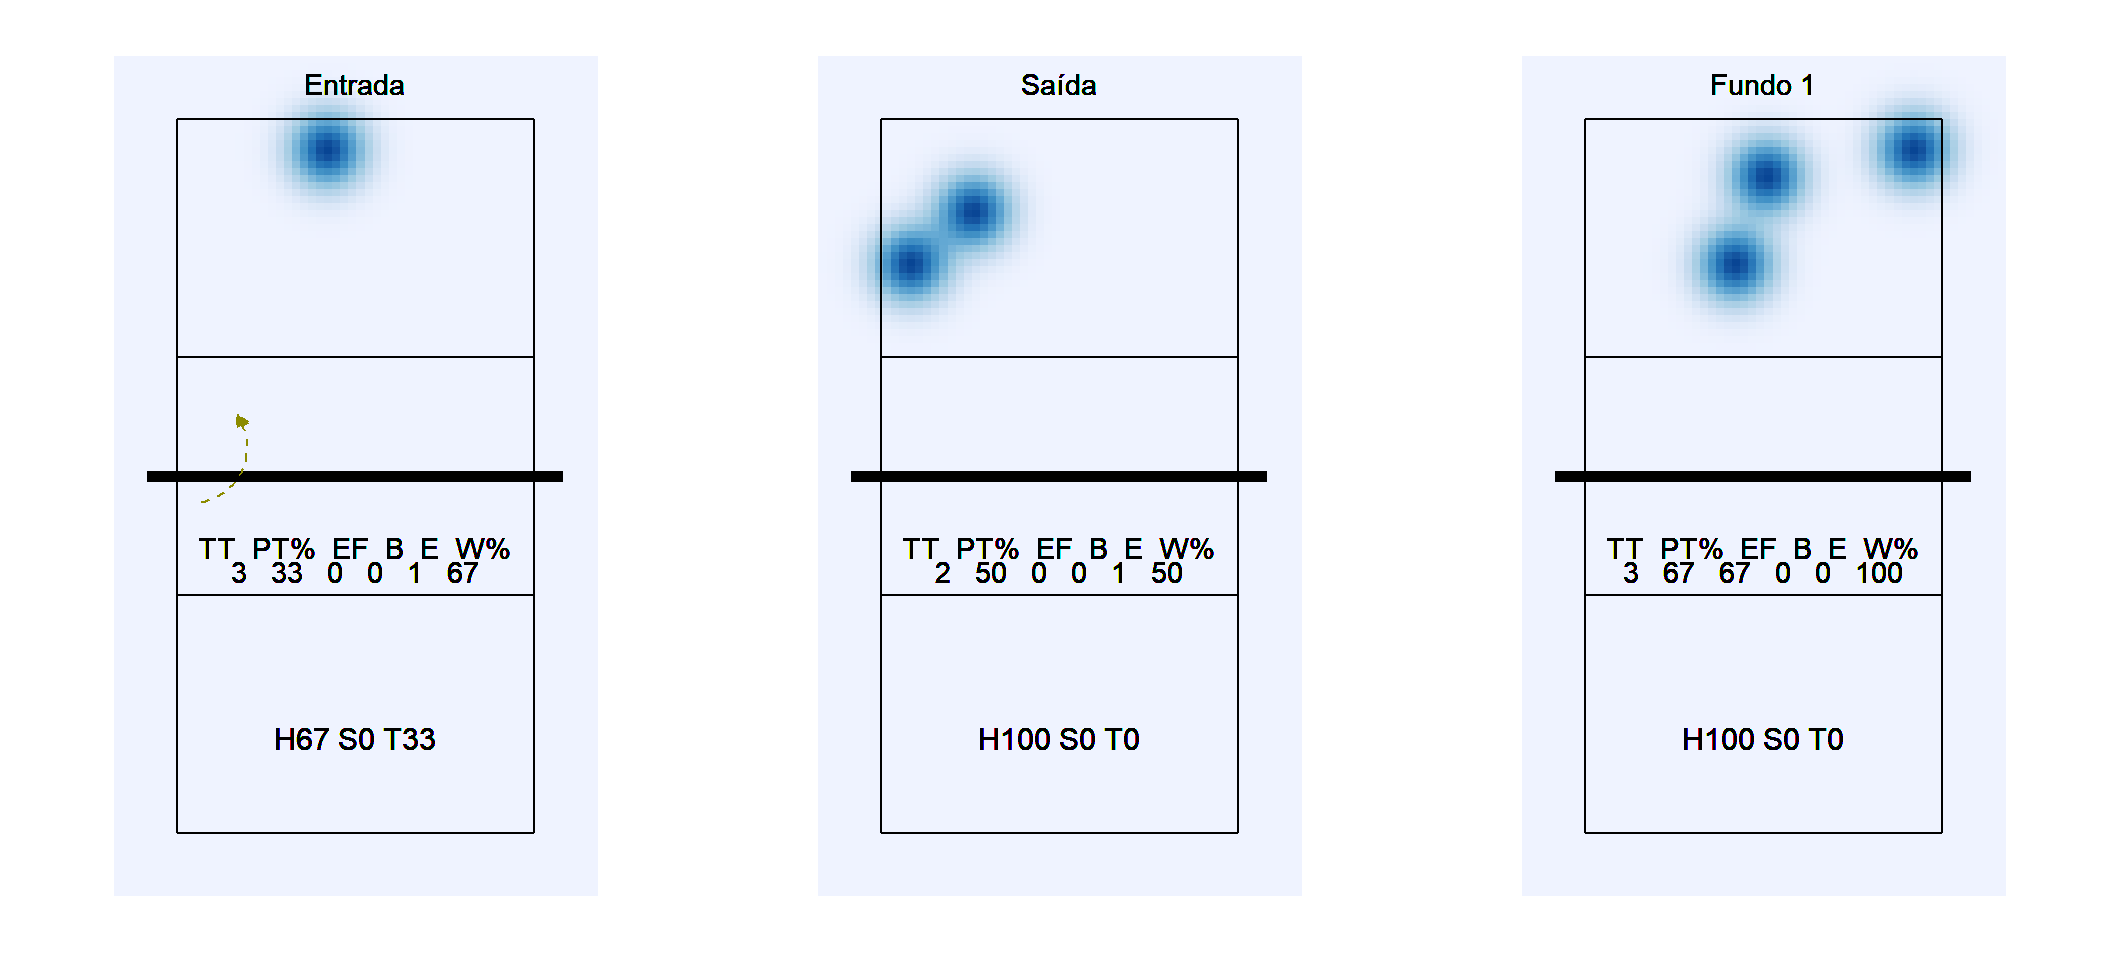 Entrada
TT PT% EF B E W%
3 33 0 0 1 67
H67 S0 T33
Saída
TT PT% EF B E W%
2 50 0 0 1 50
H100 S0 T0
Fundo 1
TT PT% EF B E W%
3 67 67 0 0 100
H100 S0 T0